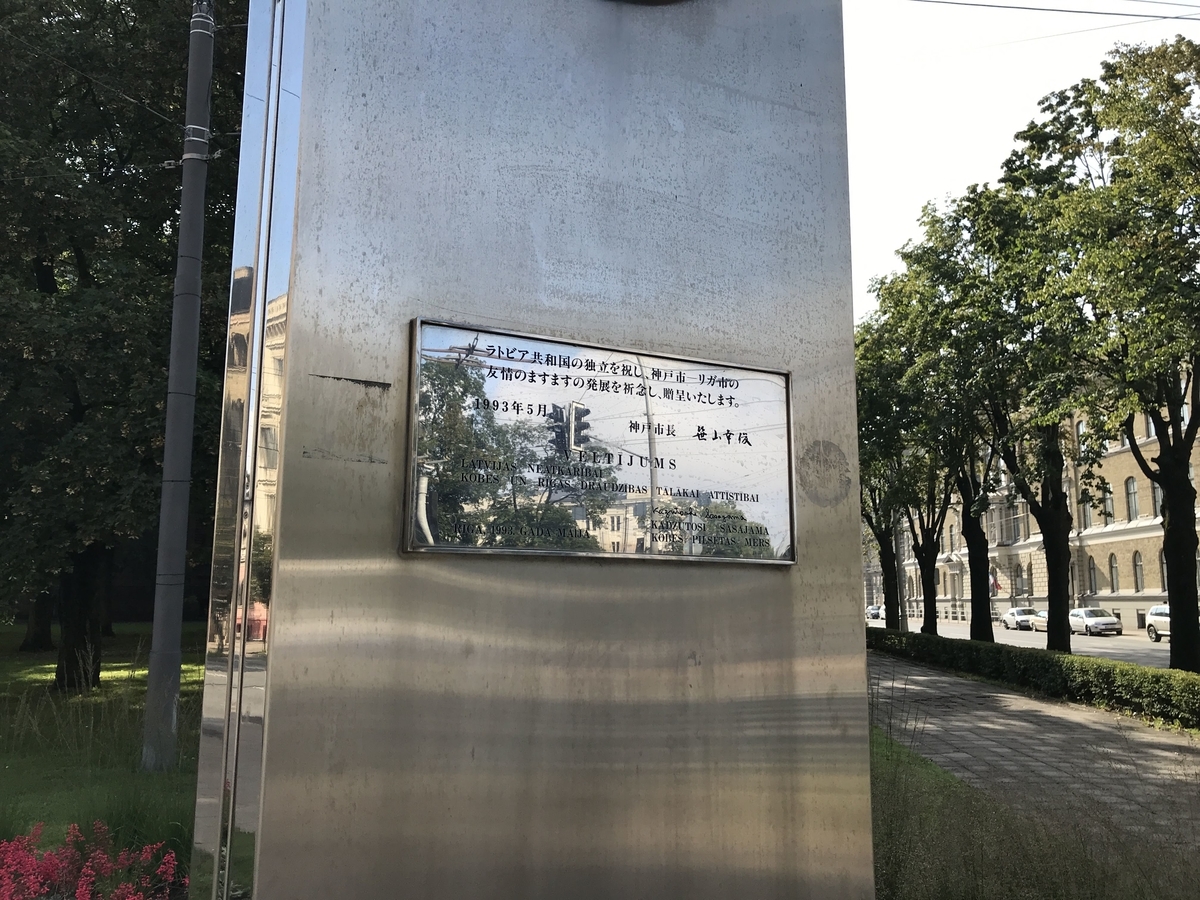 ラトビア共和国の独立を祝し、神戸市―リガ市の
友情のますますの発展を祈念し、贈呈いたします。
1993年5月
神戸市長 笹山幸俊
VELTIJUMS
LATVIJAS NEATKARĪBAI
KOBES UN RĪGAS DRAUDZĪBAS TĀLĀKAI ATTĪSTĪBAI
KADZUTOSI SASAJAMA
RĪGA 1993. GADA MAIJĀ
KOBES PILSĒTAS MĒRS